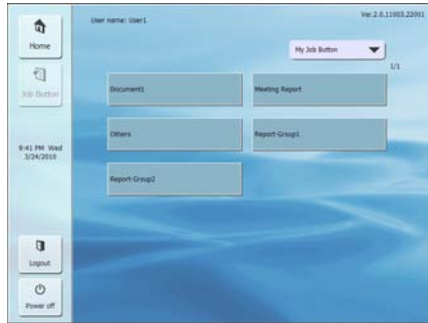 User name: User1
Ver.2.0.11003.22001
Home
My Job Button
1/1
Job Button
Document1
Meeting Report
Others
Report-Group1
9:41 PM Wed
3/24/2010
Report-Group2
Logout
Power off